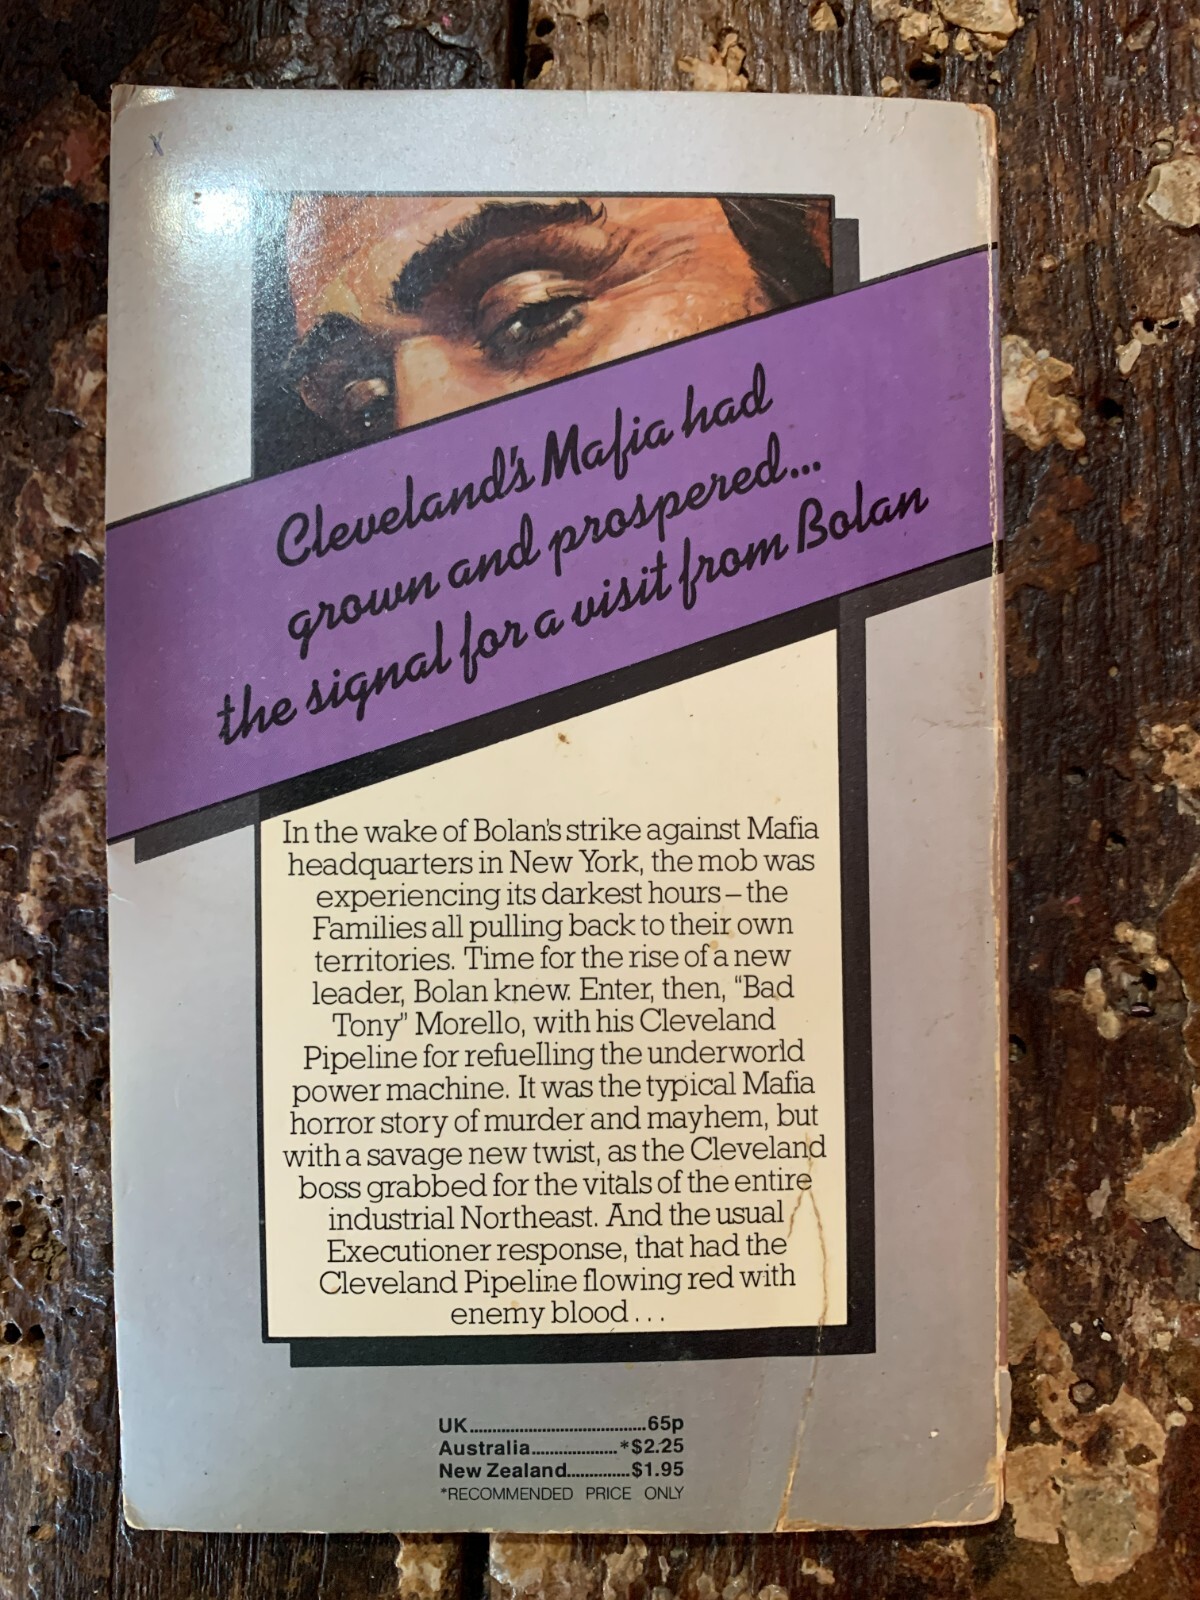 Cleveland's Mafia had
grown and prospered...
the signal for a visit from Bolan
In the wake of Bolan's strike against Mafia
headquarters in New York, the mob was
experiencing its darkest hours – the
Families all pulling back to their own
territories. Time for the rise of a new
leader, Bolan knew. Enter, then, “Bad
Tony” Morello, with his Cleveland
Pipeline for refuelling the underworld
power machine. It was the typical Mafia
horror story of murder and mayhem, but
with a savage new twist, as the Cleveland
boss grabbed for the vitals of the entire
industrial Northeast. And the usual
Executioner response, that had the
Cleveland Pipeline flowing red with
enemy blood . . .
UK............................................65p
Australia.....................*$2.25
New Zealand..............$1.95
*RECOMMENDED PRICE ONLY